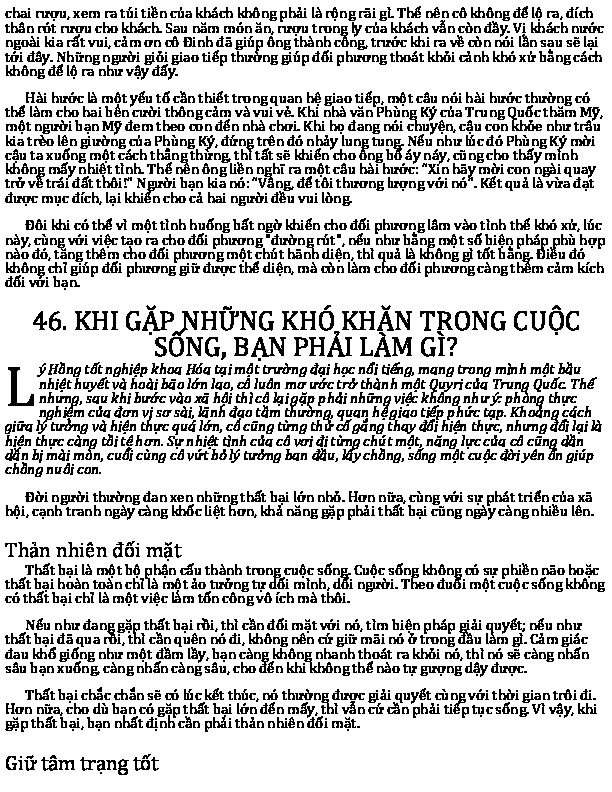 chai rượu, xem ra túi tiền của khách không phải là rộng rãi gì. Thế nên cô không để lộ ra, đích
thân rót rượu cho khách. Sau năm món ăn, rượu trong ly của khách vẫn còn đầy. Vị khách nước
ngoài kia rất vui, cảm ơn cô Đinh đã giúp ông thành công, trước khi ra về còn nói lần sau sẽ lại
tới đây. Những người giỏi giao tiếp thường giúp đối phương thoát khỏi cảnh khó xử bằng cách
không để lộ ra như vậy đấy.
Hài hước là một yếu tố cần thiết trong quan hệ giao tiếp, một câu nói hài hước thường có
thể làm cho hai bên cười thông cảm và vui vẻ. Khi nhà văn Phùng Ký của Trung Quốc thăm Mỹ,
một người bạn Mỹ đem theo con đến nhà chơi. Khi họ đang nói chuyện, cậu con khỏe như trâu
kia trèo lên giường của Phùng Ký, đứng trên đó nhảy lung tung. Nếu như lúc đó Phùng Ký mời
cậu ta xuống một cách thẳng thừng, thì tất sẽ khiến cho ông bố áy náy, cũng cho thấy mình
không mấy nhiệt tình. Thế nên ông liền nghĩ ra một câu hài hước: "Xin hãy mời con ngài quay
trở về trái đất thôi!" Người bạn kia nó: "Vâng, để tôi thương lượng với nó". Kết quả là vừa đạt
được mục đích, lại khiến cho cả hai người đều vui lòng.
Đôi khi có thể vì một tình huống bất ngờ khiến cho đối phương lâm vào tình thế khó xử, lúc
này, cùng với việc tạo ra cho đối phương "đường rút", nếu như bằng một số biện pháp phù hợp
nào đó, tăng thêm cho đối phương một chút hãnh diện, thì quả là không gì tốt bằng. Điều đó
không chỉ giúp đối phương giữ được thể diện, mà còn làm cho đối phương càng thêm cảm kích
đối với bạn.
46. KHI GẶP NHỮNG KHÓ KHĂN TRONG CUỘC
SỐNG, BẠN PHẢI LÀM GÌ?
Lý Hồng tốt nghiệp khoa Hóa tại một trường đại học nổi tiếng, mang trong mình một bầu
nhiệt huyết và hoài bão lớn lao, cô luôn mơ ước trở thành một Quyri của Trung Quốc. Thế
nhưng, sau khi bước vào xã hội thì cô lại gặp phải những việc không như ý: phòng thực
nghiệm của đơn vị sơ sài, lãnh đạo tầm thường, quan hệ giao tiếp phức tạp. Khoảng cách
giữa lý tưởng và hiện thực quá lớn, cô cũng từng thử cố gắng thay đổi hiện thực, nhưng đổi lại là
hiện thực càng tồi tệ hơn. Sự nhiệt tình của cô vơi đi từng chút một, năng lực của cô cũng dần
dần bị mài mòn, cuối cùng cô vứt bỏ lý tưởng ban đầu, lấy chồng, sống một cuộc đời yên ổn giúp
chồng nuôi con.
Đời người thường đan xen những thất bại lớn nhỏ. Hơn nữa, cùng với sự phát triển của xã
hội, cạnh tranh ngày càng khốc liệt hơn, khả năng gặp phải thất bại cũng ngày càng nhiều lên.
Thản nhiên đối mặt
Thất bại là một bộ phận cấu thành trong cuộc sống. Cuộc sống không có sự phiền não hoặc
thất bại hoàn toàn chỉ là một ảo tưởng tự dối mình, dối người. Theo đuổi một cuộc sống không
có thất bại chỉ là một việc làm tốn công vô ích mà thôi.
Nếu như đang gặp thất bại rồi, thì cần đối mặt với nó, tìm biện pháp giải quyết; nếu như
thất bại đã qua rồi, thì cần quên nó đi, không nên cứ giữ mãi nó ở trong đầu làm gì. Cảm giác
đau khổ giống như một đầm lầy, bạn càng không nhanh thoát ra khỏi nó, thì nó sẽ càng nhấn
sâu bạn xuống, càng nhấn càng sâu, cho đến khi không thể nào tự gượng dậy được.
Thất bại chắc chắn sẽ có lúc kết thúc, nó thường được giải quyết cùng với thời gian trôi đi.
Hơn nữa, cho dù bạn có gặp thất bại lớn đến mấy, thì vẫn cứ cần phải tiếp tục sống. Vì vậy, khi
gặp thất bại, bạn nhất định cần phải thản nhiên đối mặt.
Giữ tâm trạng tốt